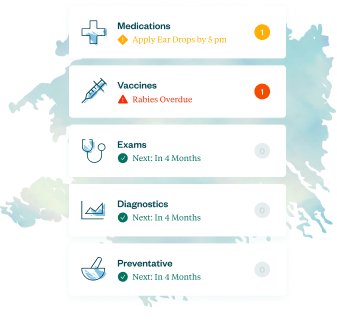 Medications
Apply Ear Drops by 5 pm
1
Vaccines
Rabies Overdue
1
Exams
Next: In 4 Months
0
Diagnostics
Next: In 4 Months
0
Preventative
Next: In 4 Months
0